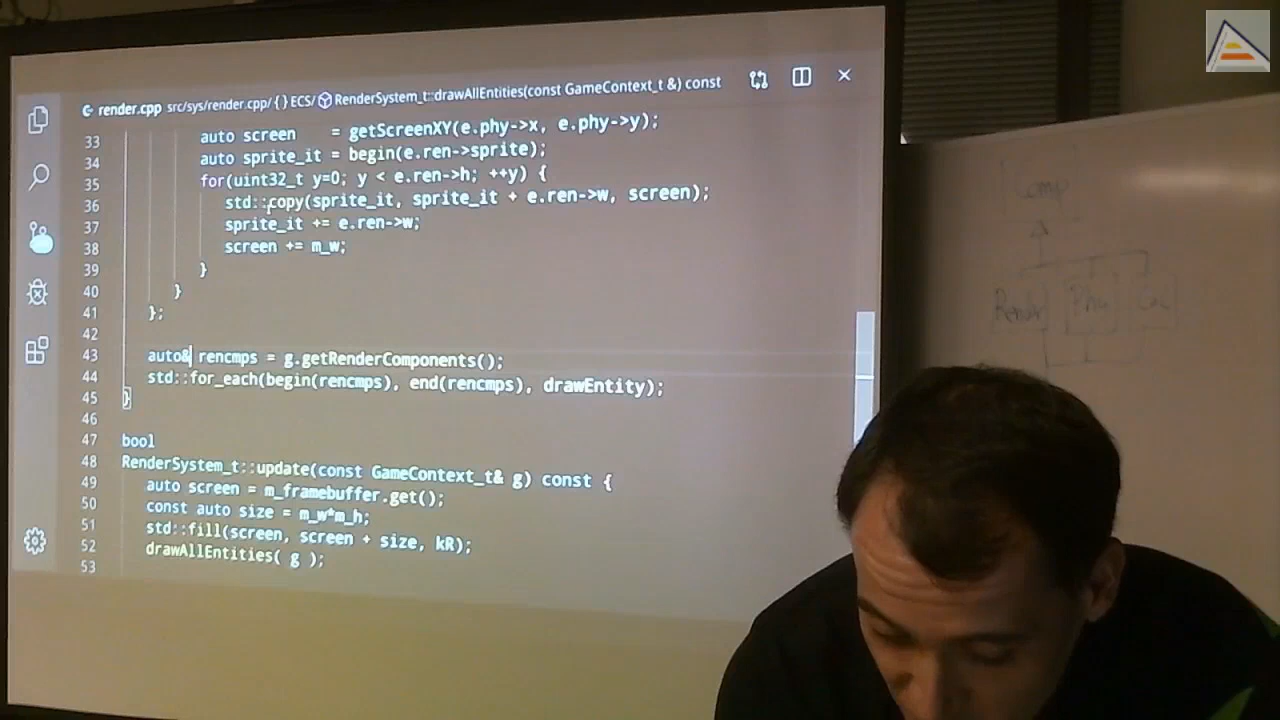 render.cpp src/sys/render.cpp/ {} ECS/ RenderSystem_t::drawAllEntities(const GameContext_t &) const
33 auto screen = getScreenXY(e.phy->x, e.phy->y);
34 auto sprite_it = begin(e.ren->sprite);
35 for(uint32_t y=0; y < e.ren->h; ++y) {
36 std::copy(sprite_it, sprite_it + e.ren->w, screen);
37 sprite_it += e.ren->w;
38 screen += m_w;
39 }
40 }
41 };
42
43 auto& rencmps = g.getRenderComponents();
44 std::for_each(begin(rencmps), end(rencmps), drawEntity);
45 }
46
47 bool
48 RenderSystem_t::update(const GameContext_t& g) const {
49 auto screen = m_framebuffer.get();
50 const auto size = m_w*m_h;
51 std::fill(screen, screen + size, kR);
52 drawAllEntities( g );
53
Comp
Render